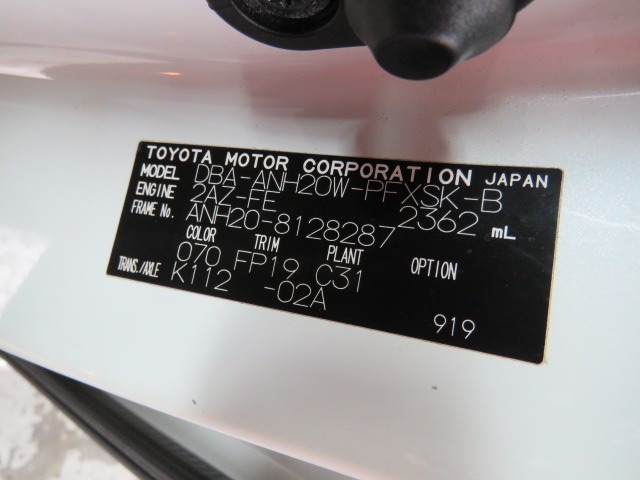 TOYOTA MOTOR CORPORATION JAPAN
MODEL DBA-ANH20W-PFXSK-B
ENGINE 2AZ-FE 2362 mL
FRAME No. ANH20-8128287
COLOR TRIM PLANT OPTION
070 FP19 C31
TRANS./AXLE K112 -02A
919